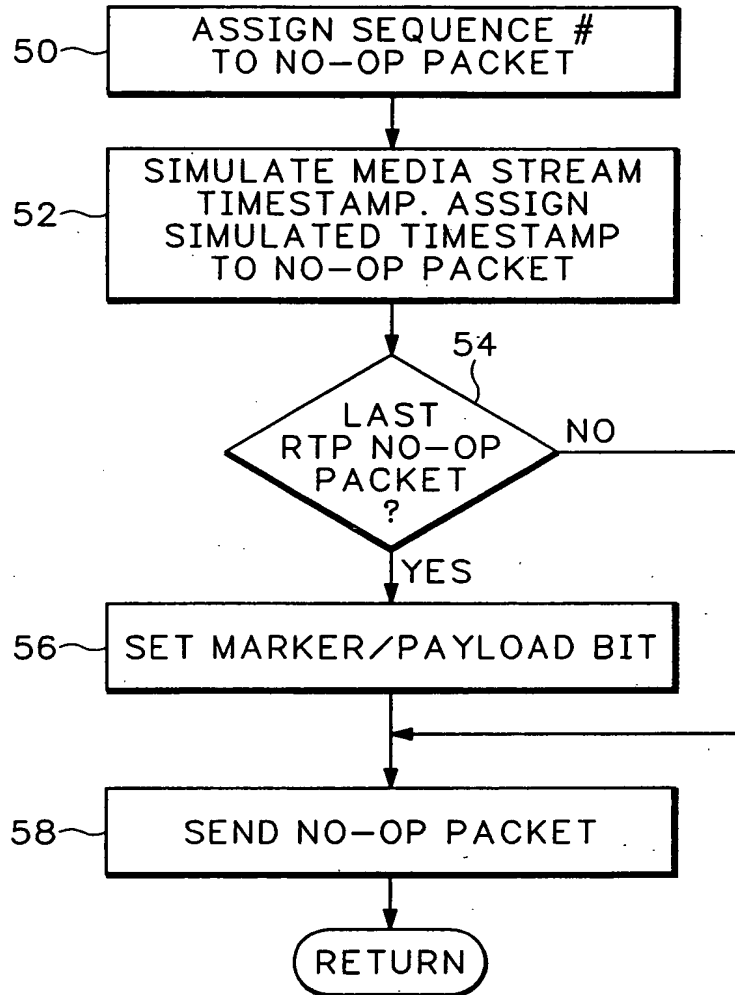 50
ASSIGN SEQUENCE #
TO NO-OP PACKET
52
SIMULATE MEDIA STREAM
TIMESTAMP. ASSIGN
SIMULATED TIMESTAMP
TO NO-OP PACKET
54
LAST
RTP NO-OP
PACKET
?
NO
YES
56
SET MARKER/PAYLOAD BIT
58
SEND NO-OP PACKET
RETURN